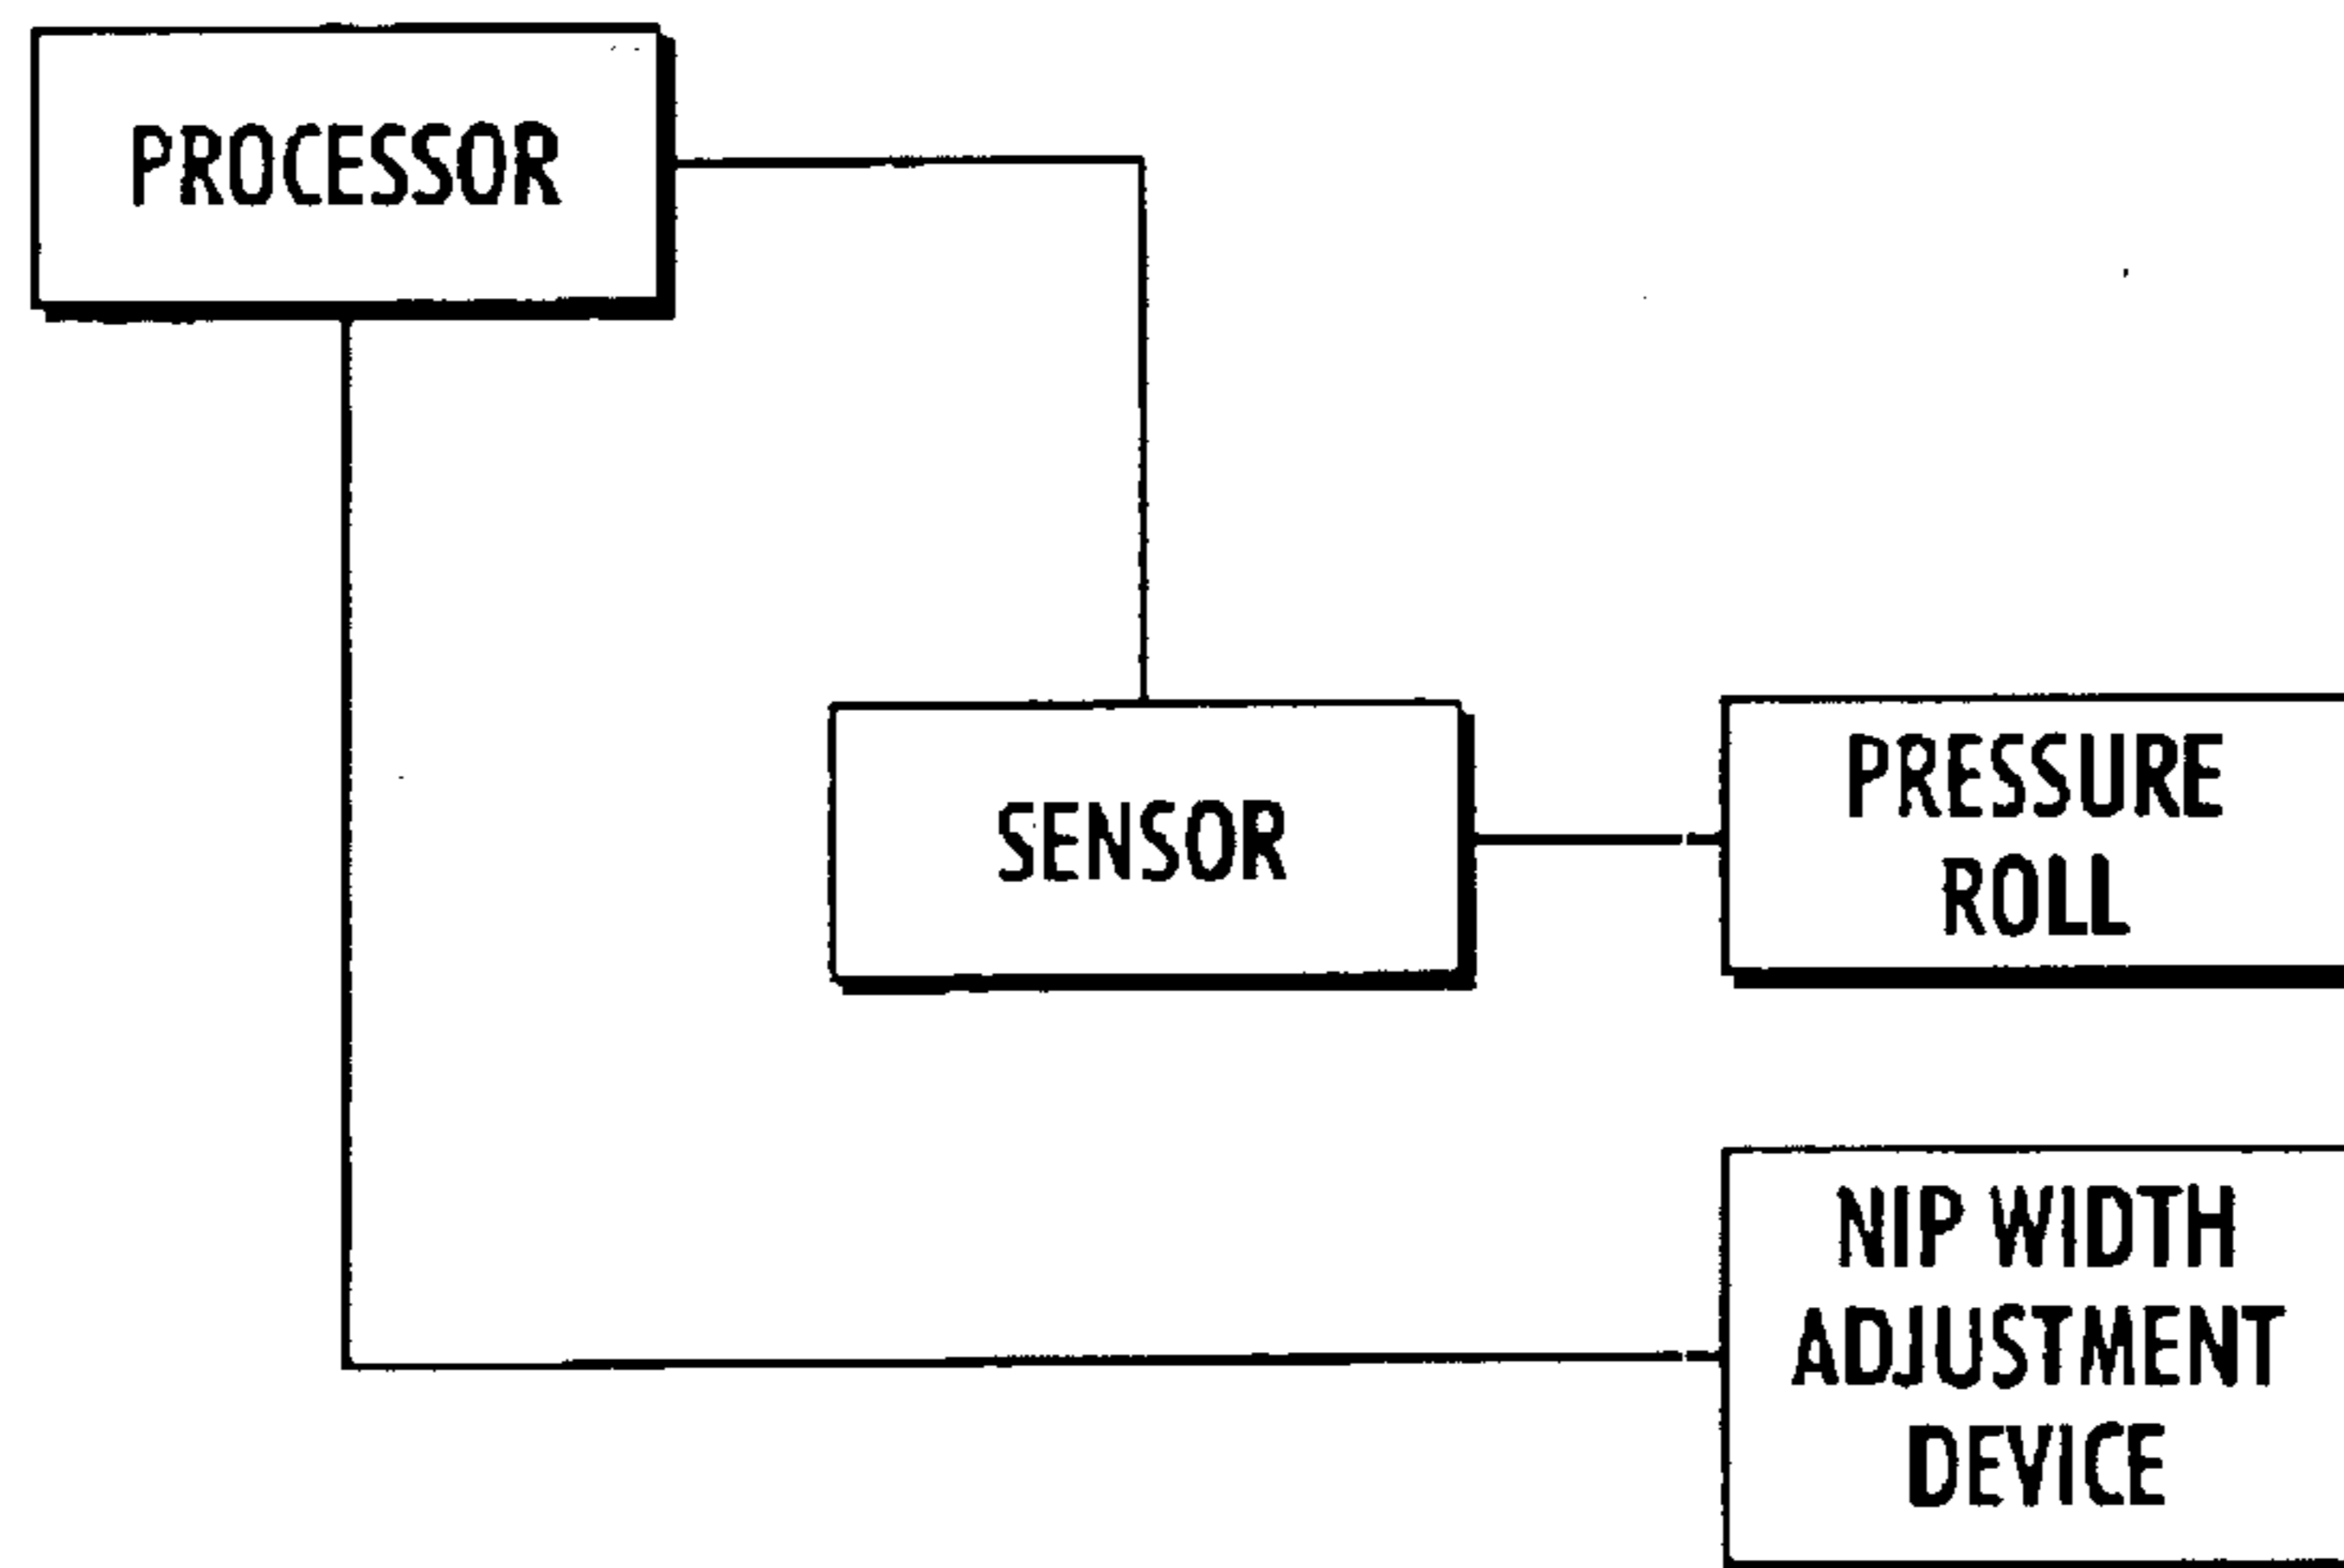 PROCESSOR
SENSOR
PRESSURE
ROLL
NIP WIDTH
ADJUSTMENT
DEVICE